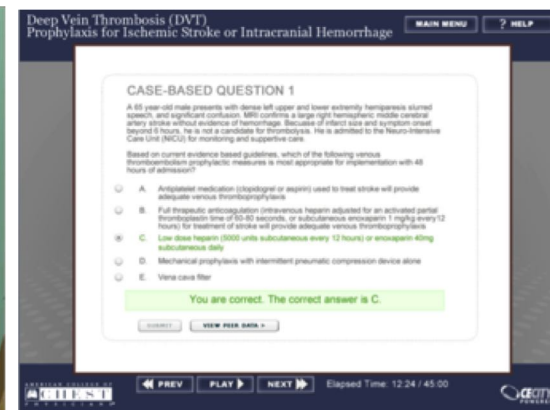 Deep Vein Thrombosis (DVT)
Prophylaxis for Ischemic Stroke or Intracranial Hemorrhage
MAIN MENU
? HELP
CASE-BASED QUESTION 1
A 65 year-old male presents with dense left upper and lower extremity hemiparesis slurred
speech, and significant confusion. MRI confirms a large right hemispheric middle cerebral
artery stroke without evidence of hemorrhage. Becuase of infarct size and symptom onset
beyond 6 hours, he is not a candidate for thrombolysis. He is admitted to the Neuro-Intensive
Care Unit (NICU) for monitoring and supportive care.
Based on current evidence based guidelines, which of the following venous
thromboembolism prophylactic measures is most appropriate for implementation with 48
hours of admission?
A. Antiplatelet medication (clopidogrel or aspirin) used to treat stroke will provide
adequate venous thromboprophylaxis
B. Full thrapeutic anticoagulation (intravenous heparin adjusted for an activated partial
thromboplastin time of 60-80 seconds, or subcutaneous enoxaparin 1 mg/kg every12
hours) for treatment of stroke will provide adequate venous thromboprophylaxis
C. Low dose heparin (5000 units subcutaneous every 12 hours) or enoxaparin 40mg
subcutaneous daily
D. Mechanical prophylaxis with intermittent pneumatic compression device alone
E. Vena cava filter
You are correct. The correct answer is C.
SUBMIT
VIEW PEER DATA >
AMERICAN COLLEGE OF
CHEST
PHYSICIANS
PREV
PLAY
NEXT
Elapsed Time: 12:24 / 45:00
CECITY
POWERED